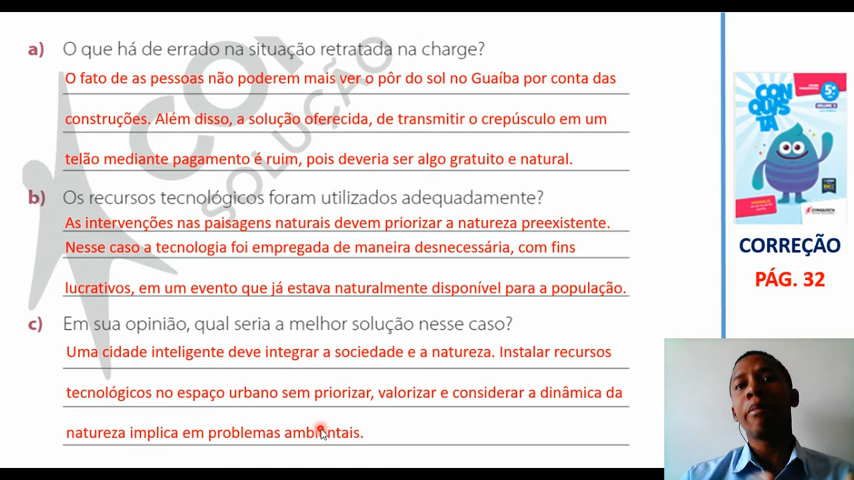 a) O que há de errado na situação retratada na charge?
O fato de as pessoas não poderem mais ver o pôr do sol no Guaíba por conta das
construções. Além disso, a solução oferecida, de transmitir o crepúsculo em um
telão mediante pagamento é ruim, pois deveria ser algo gratuito e natural.
b) Os recursos tecnológicos foram utilizados adequadamente?
As intervenções nas paisagens naturais devem priorizar a natureza preexistente.
Nesse caso a tecnologia foi empregada de maneira desnecessária, com fins
lucrativos, em um evento que já estava naturalmente disponível para a população.
c) Em sua opinião, qual seria a melhor solução nesse caso?
Uma cidade inteligente deve integrar a sociedade e a natureza. Instalar recursos
tecnológicos no espaço urbano sem priorizar, valorizar e considerar a dinâmica da
natureza implica em problemas ambientais.
SOLUÇÃO
CON
QUIS
TA
5º
VOLUME 3
CONQUISTA
CORREÇÃO
PÁG. 32